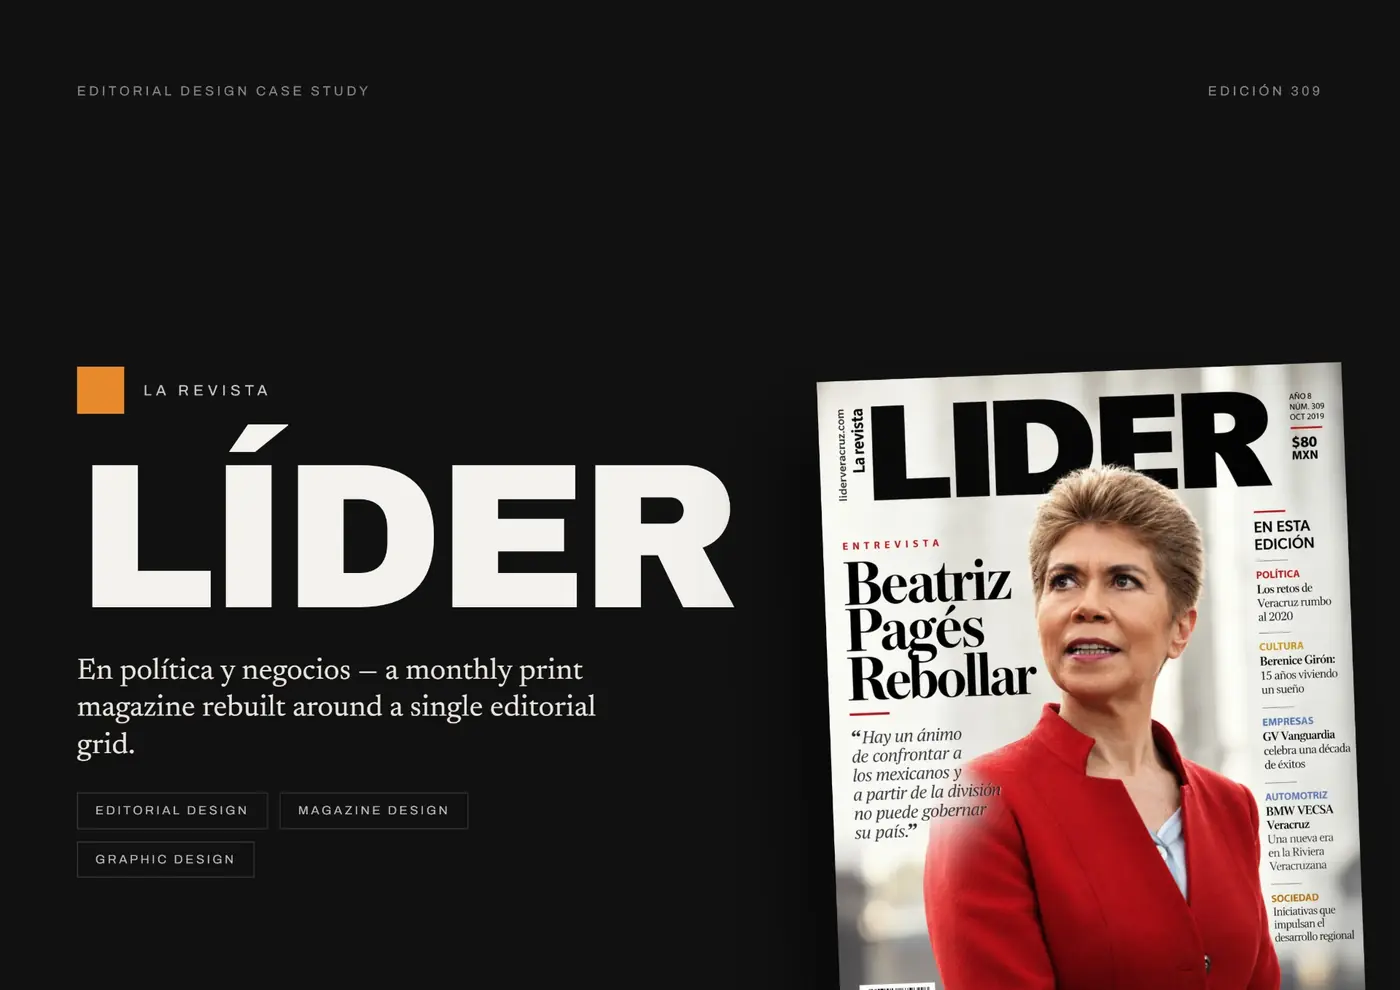 EDITORIAL DESIGN CASE STUDY
EDICIÓN 309
LA REVISTA
LÍDER
En política y negocios — a monthly print
magazine rebuilt around a single editorial
grid.
EDITORIAL DESIGN
MAGAZINE DESIGN
GRAPHIC DESIGN
liderveracruz.com
La revista
LIDER
AÑO 8
NÚM. 309
OCT 2019
$80
MXN
ENTREVISTA
Beatriz
Pagés
Rebollar
“Hay un ánimo
de confrontar a
los mexicanos y
a partir de la división
no puede gobernar
su país.”
EN ESTA
EDICIÓN
POLÍTICA
Los retos de
Veracruz rumbo
al 2020
CULTURA
Berenice Girón:
15 años viviendo
un sueño
EMPRESAS
GV Vanguardia
celebra una década
de éxitos
AUTOMOTRIZ
BMW VECSA
Veracruz
Una nueva era
en la Riviera
Veracruzana
SOCIEDAD
Iniciativas que
impulsan el
desarrollo regional